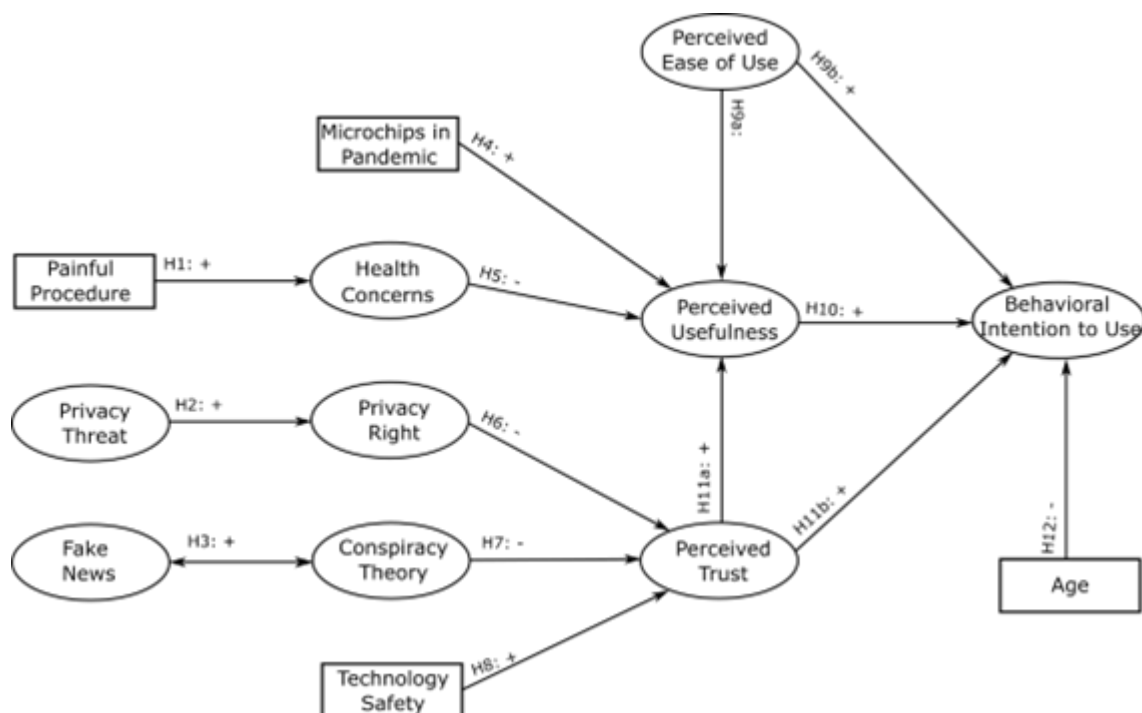 Perceived
Ease of Use
H9b: +
H9a:
Microchips in
Pandemic
H4: +
Painful
Procedure
H1: +
Health
Concerns
H5: -
Perceived
Usefulness
H10: +
Behavioral
Intention to Use
Privacy
Threat
H2: +
Privacy
Right
H6: -
H11a: +
H11b: +
H12: -
Fake
News
H3: +
Conspiracy
Theory
H7: -
Perceived
Trust
Age
H8: +
Technology
Safety